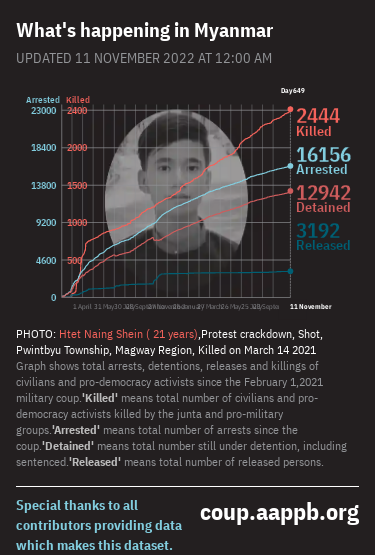 What's happening in Myanmar
UPDATED 11 NOVEMBER 2022 AT 12:00 AM
Day649
Arrested Killed
23000 2400
18400 2000
13800 1500
9200 1000
4600 500
0
2444
Killed
16156
Arrested
12942
Detained
3192
Released
1 April
11 November
PHOTO: Htet Naing Shein ( 21 years),Protest crackdown, Shot,
Pwintbyu Township, Magway Region, Killed on March 14 2021
Graph shows total arrests, detentions, releases and killings of
civilians and pro-democracy activists since the February 1,2021
military coup.'Killed' means total number of civilians and pro-
democracy activists killed by the junta and pro-military
groups.'Arrested' means total number of arrests since the
coup.'Detained' means total number still under detention, including
sentenced.'Released' means total number of released persons.
Special thanks to all
contributors providing data
which makes this dataset.
coup.aappb.org